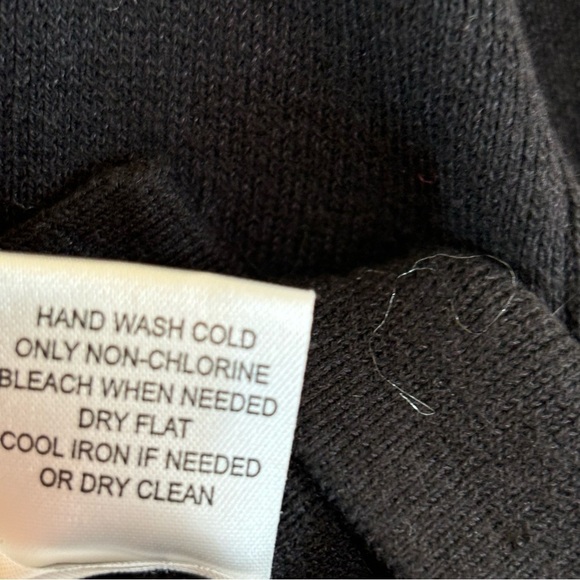 HAND WASH COLD
ONLY NON-CHLORINE
BLEACH WHEN NEEDED
DRY FLAT
COOL IRON IF NEEDED
OR DRY CLEAN